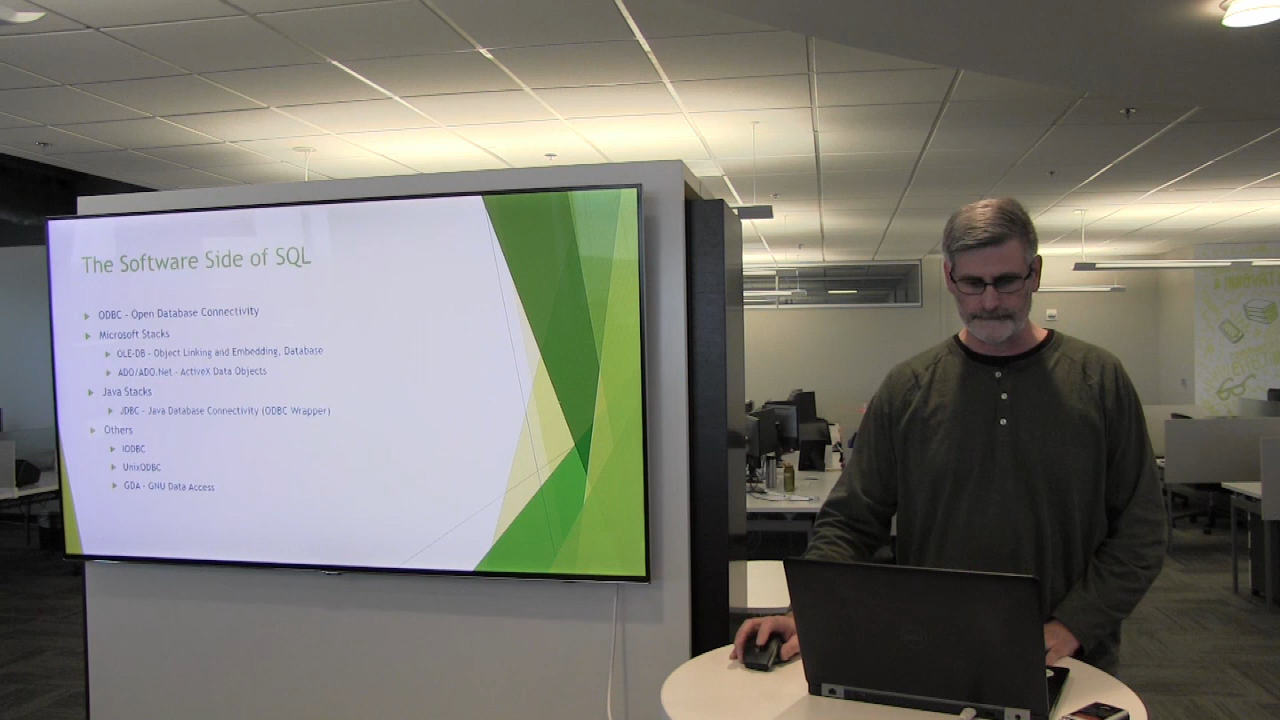 The Software Side of SQL
ODBC - Open Database Connectivity
Microsoft Stacks
OLE-DB - Object Linking and Embedding, Database
ADO/ADO.Net - ActiveX Data Objects
Java Stacks
JDBC - Java Database Connectivity (ODBC Wrapper)
Others
iODBC
UnixODBC
GDA - GNU Data Access